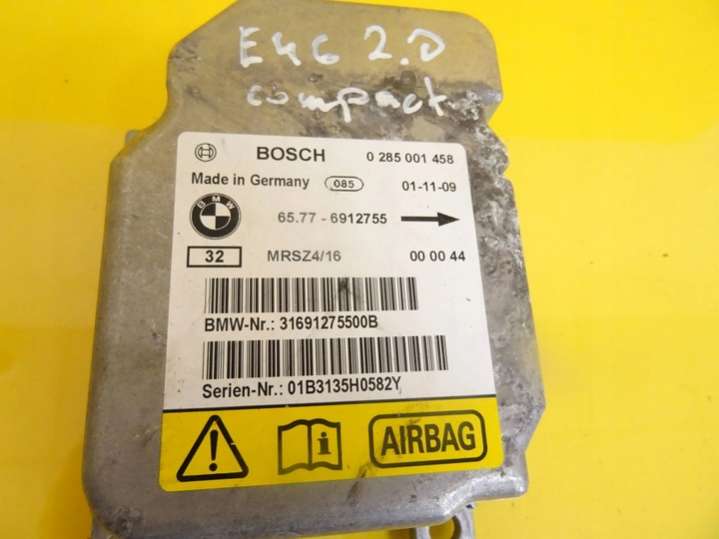 E46 2.0
compact
BOSCH 0 285 001 458
Made in Germany 085 01-11-09
BMW
65.77 - 6912755
32 MRSZ4/16 00 00 44
BMW-Nr.: 31691275500B
Serien-Nr.: 01B3135H0582Y
AIRBAG